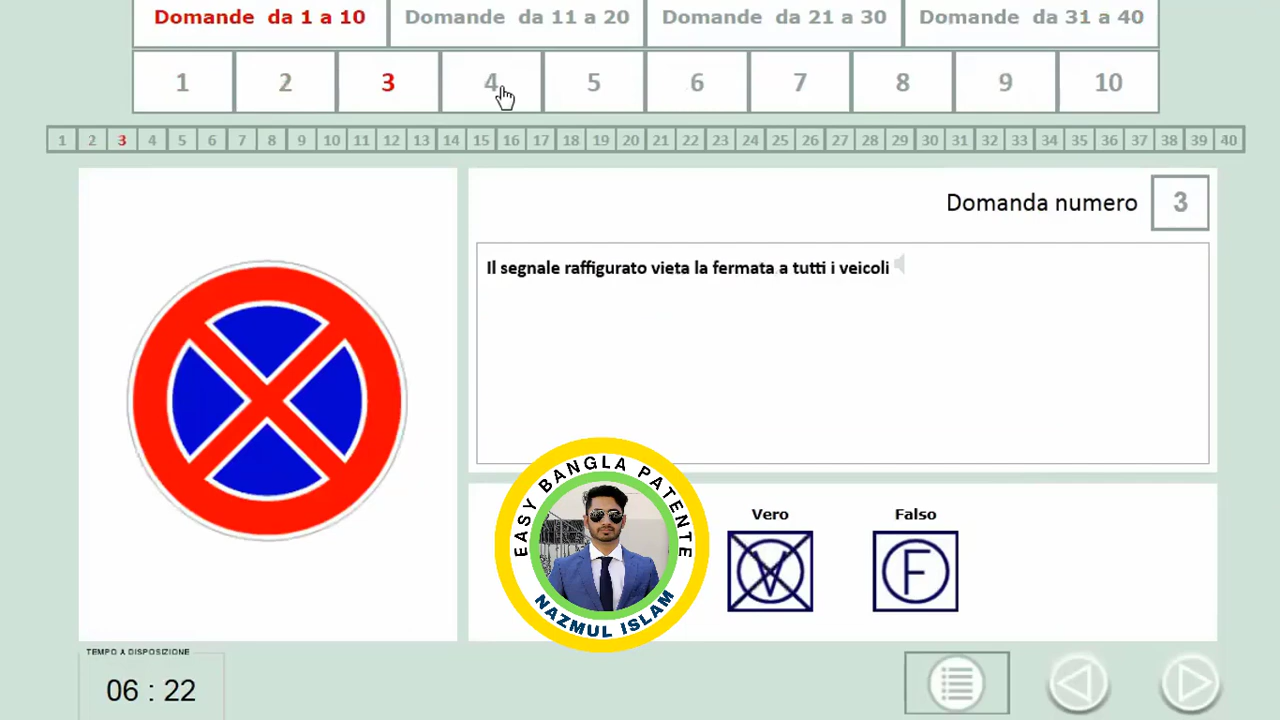 Domande da 1 a 10 Domande da 11 a 20 Domande da 21 a 30 Domande da 31 a 40
1 2 3 4 5 6 7 8 9 10
1 2 3 4 5 6 7 8 9 10 11 12 13 14 15 16 17 18 19 20 21 22 23 24 25 26 27 28 29 30 31 32 33 34 35 36 37 38 39 40
Domanda numero 3
Il segnale raffigurato vieta la fermata a tutti i veicoli
EASY BANGLA PATENTE
NAZMUL ISLAM
Vero Falso
V F
TEMPO A DISPOSIZIONE
06 : 22